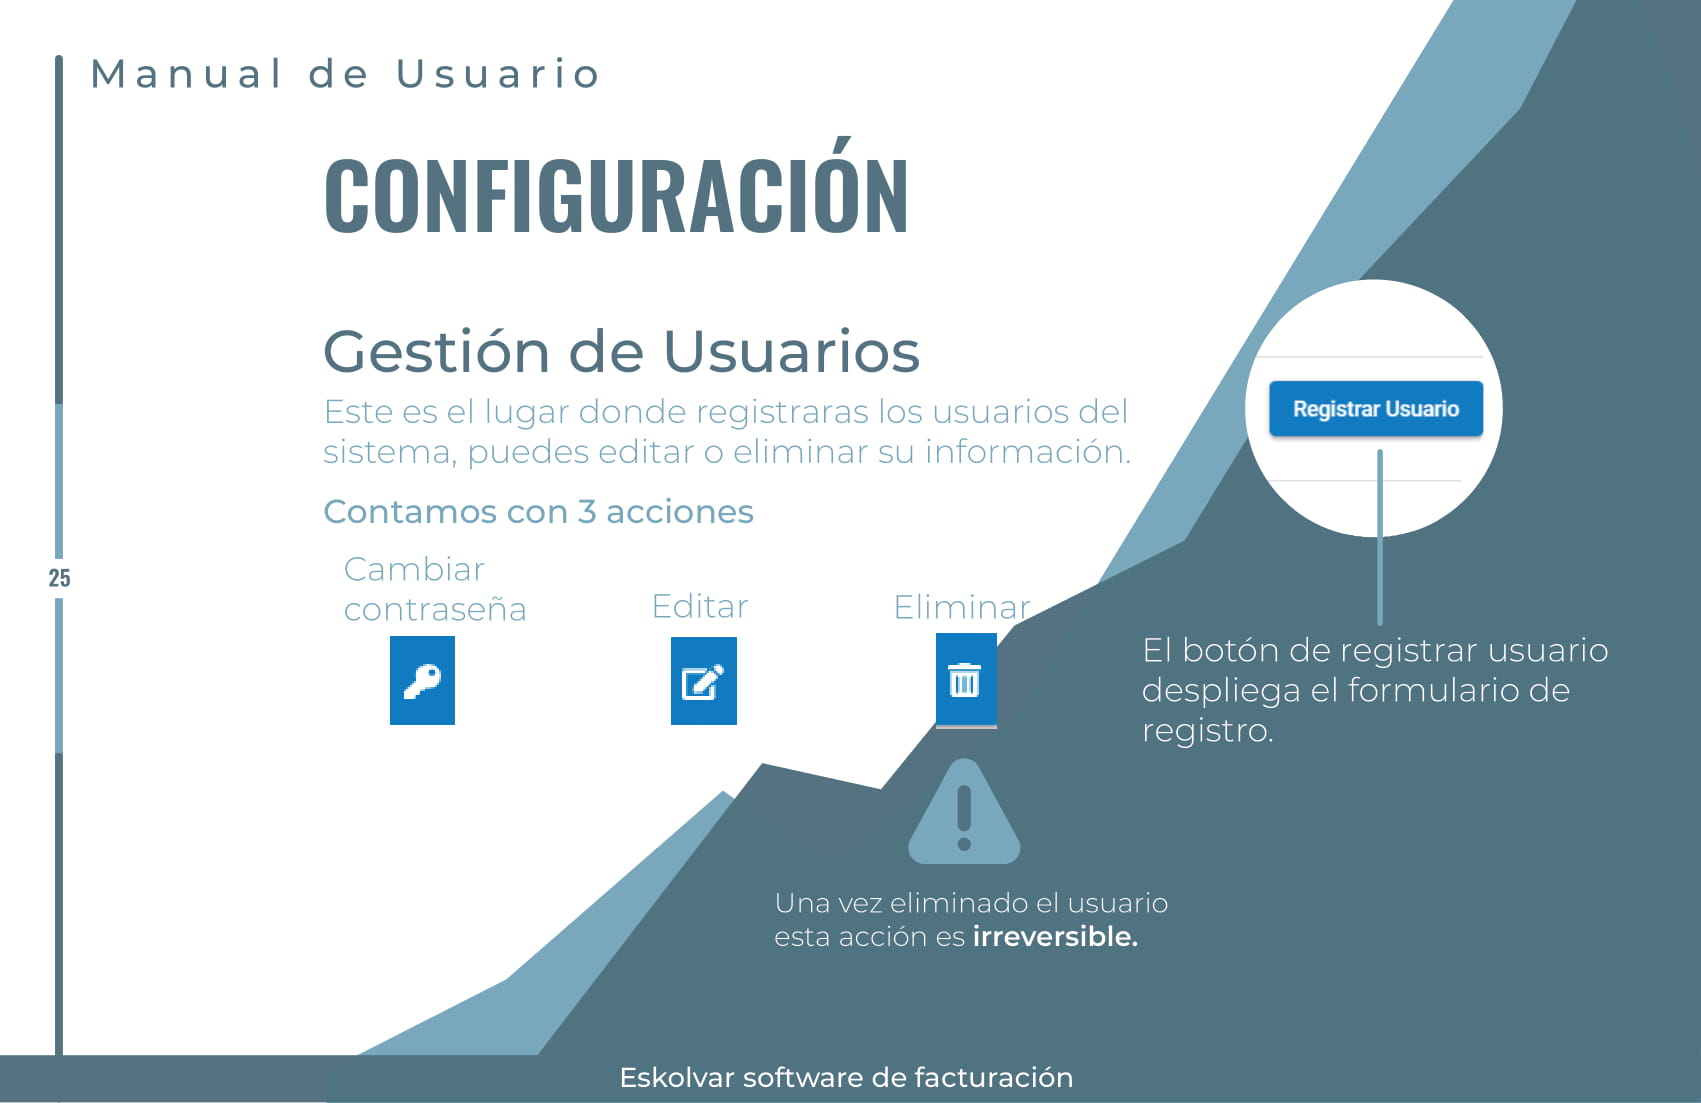 Manual de Usuario
CONFIGURACIÓN
Gestión de Usuarios
Este es el lugar donde registraras los usuarios del
sistema, puedes editar o eliminar su información.
Contamos con 3 acciones
Cambiar
contraseña
Editar
Eliminar
Registrar Usuario
El botón de registrar usuario
despliega el formulario de
registro.
Una vez eliminado el usuario
esta acción es irreversible.
25
Eskolvar software de facturación